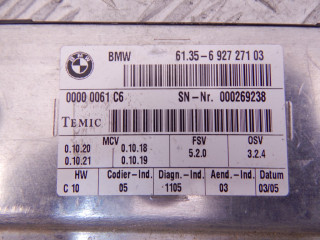 BMW 61.35-6 927 271 03
0000 0061 C6 SN-Nr. 000269238
TEMIC
MCV FSV OSV
0.10.20 0.10.18 5.2.0 3.2.4
0.10.21 0.10.19
HW Codier-Ind. Diagn.-Ind. Aend.-Ind. Datum
C 10 05 1105 03 03/05